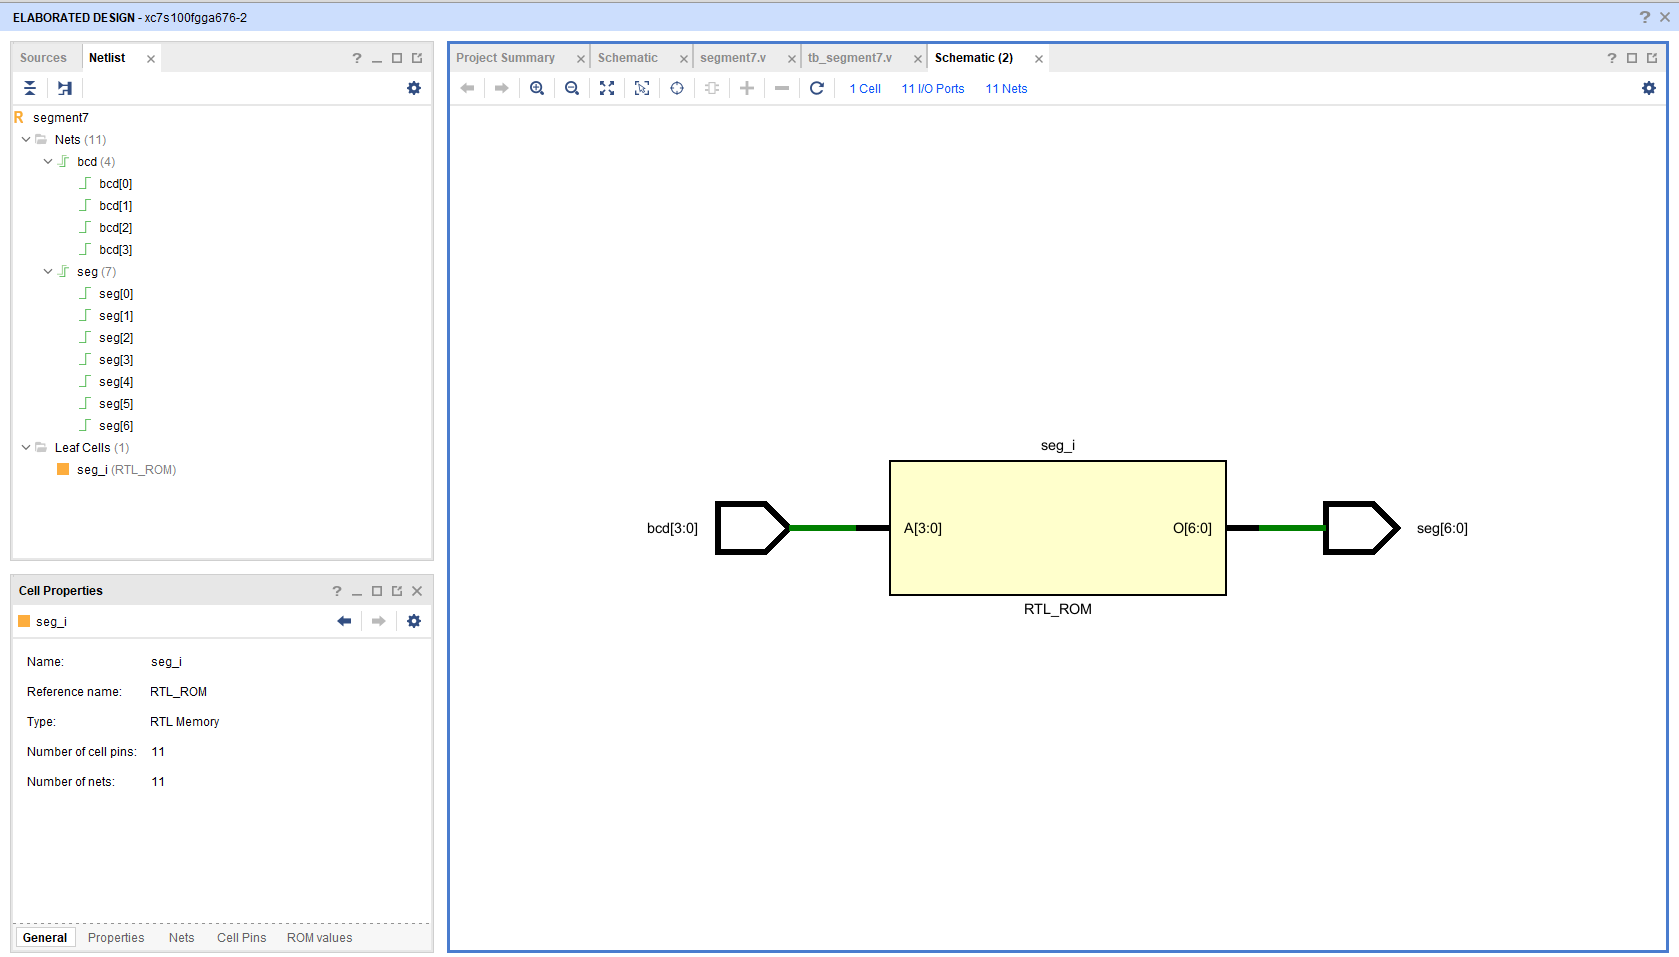 ELABORATED DESIGN - xc7s100fgga676-2
Sources
Netlist
segment7
Nets (11)
bcd (4)
bcd[0]
bcd[1]
bcd[2]
bcd[3]
seg (7)
seg[0]
seg[1]
seg[2]
seg[3]
seg[4]
seg[5]
seg[6]
Leaf Cells (1)
seg_i (RTL_ROM)
Cell Properties
seg_i
Name: seg_i
Reference name: RTL_ROM
Type: RTL Memory
Number of cell pins: 11
Number of nets: 11
General Properties Nets Cell Pins ROM values
Project Summary Schematic segment7.v tb_segment7.v Schematic (2)
1 Cell 11 I/O Ports 11 Nets
seg_i
bcd[3:0] A[3:0] O[6:0] seg[6:0]
RTL_ROM